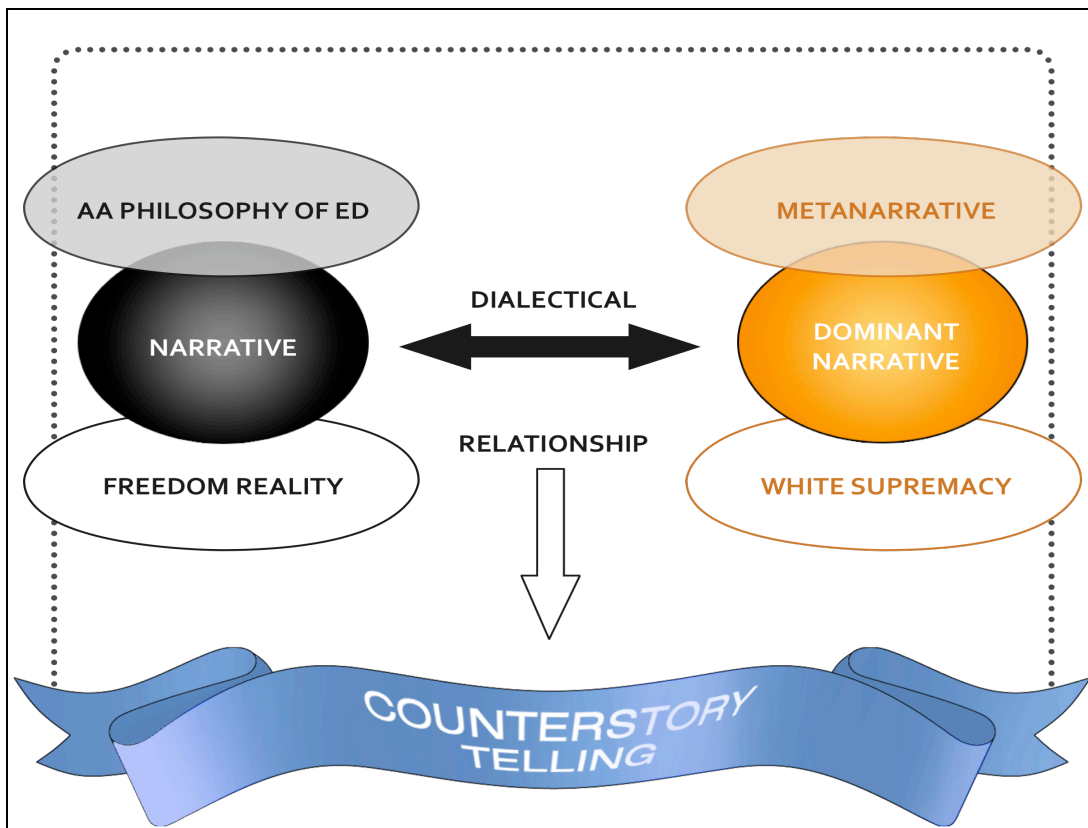 AA PHILOSOPHY OF ED
METANARRATIVE
DIALECTICAL
NARRATIVE
DOMINANT
NARRATIVE
RELATIONSHIP
FREEDOM REALITY
WHITE SUPREMACY
COUNTERSTORY
TELLING